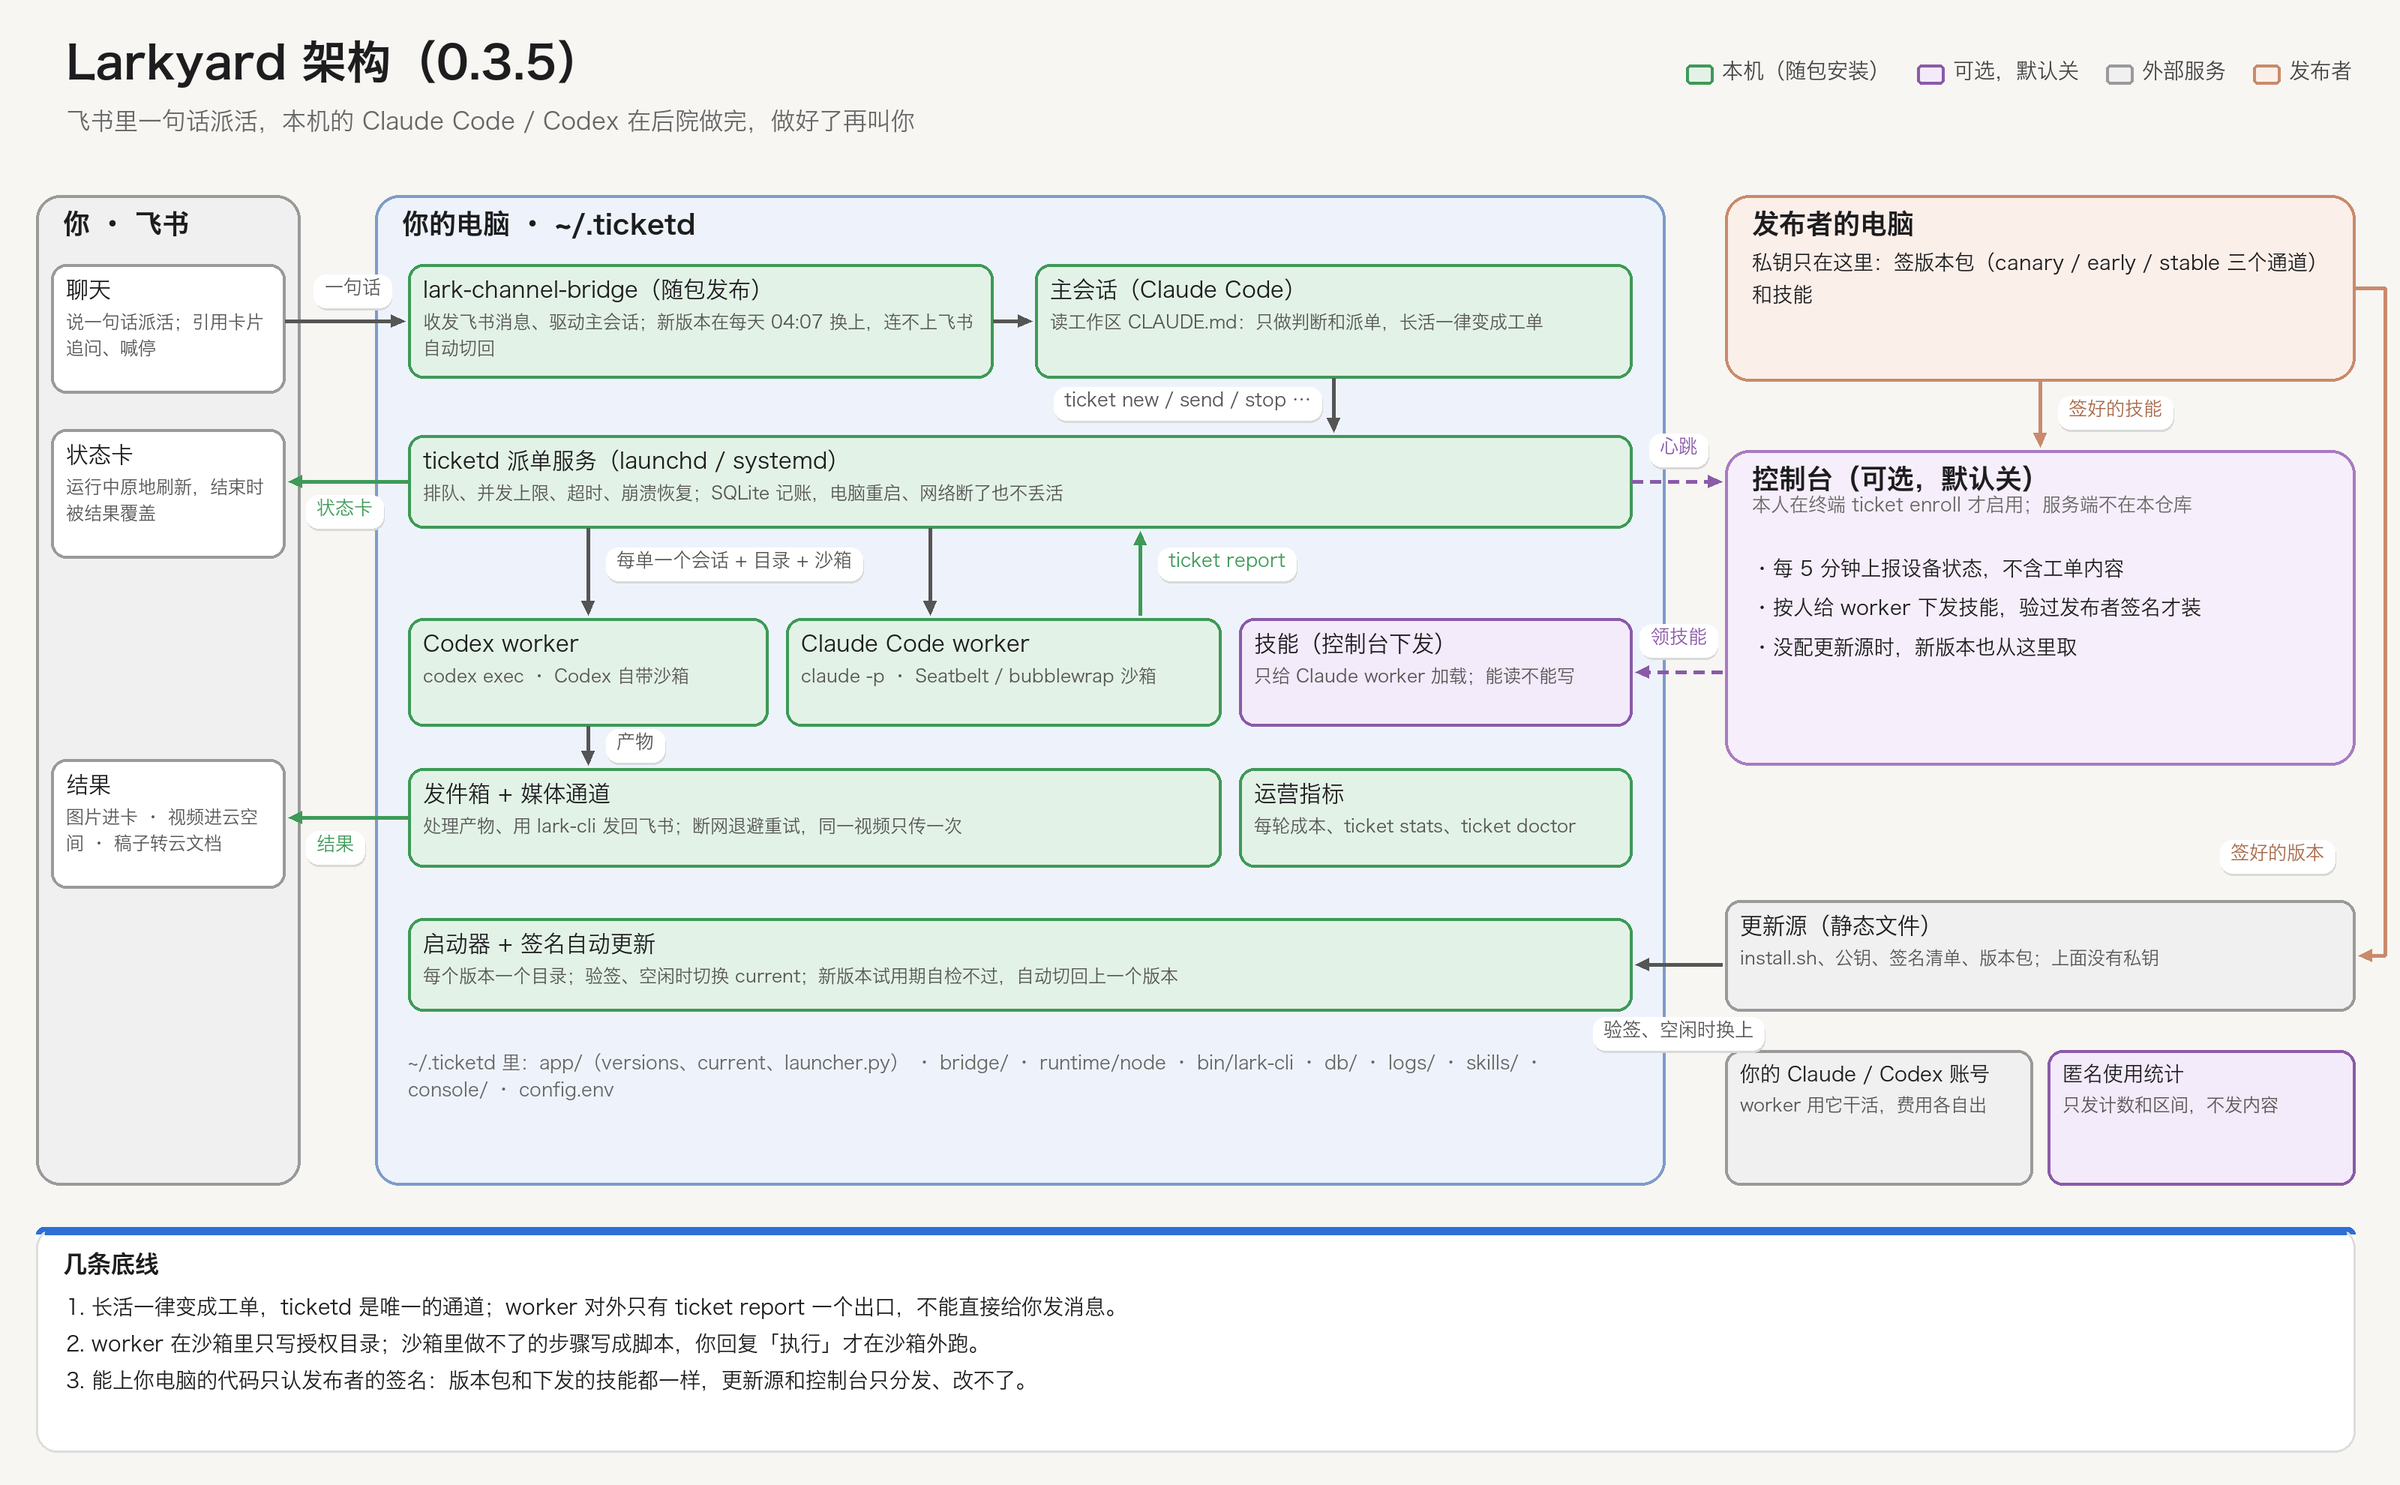 Larkyard 架构（0.3.5）
飞书里一句话派活，本机的 Claude Code / Codex 在后院做完，做好了再叫你
本机（随包安装）
可选，默认关
外部服务
发布者
你 · 飞书
聊天
说一句话派活；引用卡片
追问、喊停
状态卡
运行中原地刷新，结束时
被结果覆盖
结果
图片进卡 · 视频进云空
间 · 稿子转云文档
一句话
状态卡
结果
你的电脑 · ~/.ticketd
lark-channel-bridge（随包发布）
收发飞书消息、驱动主会话；新版本在每天 04:07 换上，连不上飞书
自动切回
主会话（Claude Code）
读工作区 CLAUDE.md：只做判断和派单，长活一律变成工单
ticket new / send / stop …
ticketd 派单服务（launchd / systemd）
排队、并发上限、超时、崩溃恢复；SQLite 记账，电脑重启、网络断了也不丢活
每单一个会话 + 目录 + 沙箱
ticket report
Codex worker
codex exec · Codex 自带沙箱
Claude Code worker
claude -p · Seatbelt / bubblewrap 沙箱
技能（控制台下发）
只给 Claude worker 加载；能读不能写
产物
发件箱 + 媒体通道
处理产物、用 lark-cli 发回飞书；断网退避重试，同一视频只传一次
运营指标
每轮成本、ticket stats、ticket doctor
启动器 + 签名自动更新
每个版本一个目录；验签、空闲时切换 current；新版本试用期自检不过，自动切回上一个版本
~/.ticketd 里：app/（versions、current、launcher.py） · bridge/ · runtime/node · bin/lark-cli · db/ · logs/ · skills/ ·
console/ · config.env
心跳
领技能
验签、空闲时换上
发布者的电脑
私钥只在这里：签版本包（canary / early / stable 三个通道）
和技能
签好的技能
控制台（可选，默认关）
本人在终端 ticket enroll 才启用；服务端不在本仓库
· 每 5 分钟上报设备状态，不含工单内容
· 按人给 worker 下发技能，验过发布者签名才装
· 没配更新源时，新版本也从这里取
签好的版本
更新源（静态文件）
install.sh、公钥、签名清单、版本包；上面没有私钥
你的 Claude / Codex 账号
worker 用它干活，费用各自出
匿名使用统计
只发计数和区间，不发内容
几条底线
1. 长活一律变成工单，ticketd 是唯一的通道；worker 对外只有 ticket report 一个出口，不能直接给你发消息。
2. worker 在沙箱里只写授权目录；沙箱里做不了的步骤写成脚本，你回复「执行」才在沙箱外跑。
3. 能上你电脑的代码只认发布者的签名：版本包和下发的技能都一样，更新源和控制台只分发、改不了。